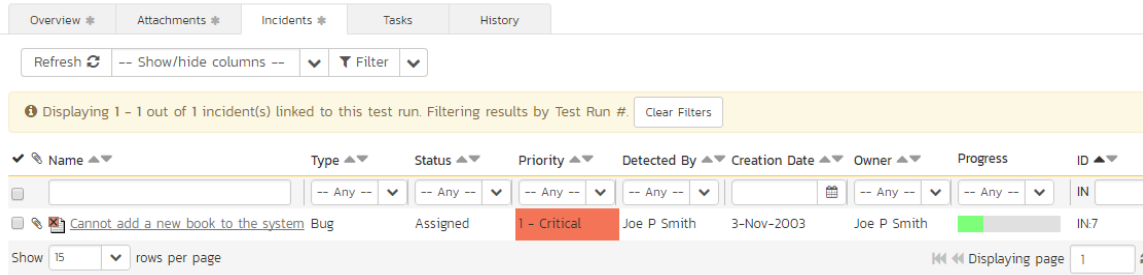 Overview Attachments Incidents Tasks History
Refresh -- Show/hide columns -- Filter
Displaying 1 - 1 out of 1 incident(s) linked to this test run. Filtering results by Test Run #. Clear Filters
Name Type Status Priority Detected By Creation Date Owner Progress ID
-- Any -- -- Any -- -- Any -- -- Any -- -- Any -- -- Any -- IN
Cannot add a new book to the system Bug Assigned 1 - Critical Joe P Smith 3-Nov-2003 Joe P Smith IN:7
Show 15 rows per page Displaying page 1